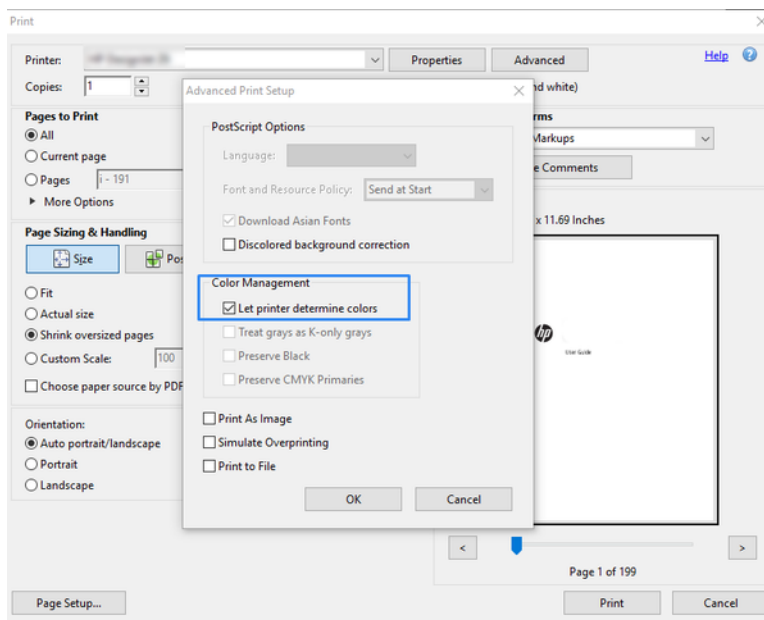 Print
Printer:
Properties
Advanced
Help
Copies:
1
nd white)
Pages to Print
All
Current page
Pages
i - 191
More Options
Page Sizing & Handling
Size
Pos
Fit
Actual size
Shrink oversized pages
Custom Scale:
100
Choose paper source by PDF
Orientation:
Auto portrait/landscape
Portrait
Landscape
Advanced Print Setup
PostScript Options
Language:
Font and Resource Policy:
Send at Start
Download Asian Fonts
Discolored background correction
Color Management
Let printer determine colors
Treat grays as K-only grays
Preserve Black
Preserve CMYK Primaries
Print As Image
Simulate Overprinting
Print to File
OK
Cancel
rms
Markups
e Comments
x 11.69 Inches
hp
User Guide
<
>
Page 1 of 199
Page Setup...
Print
Cancel